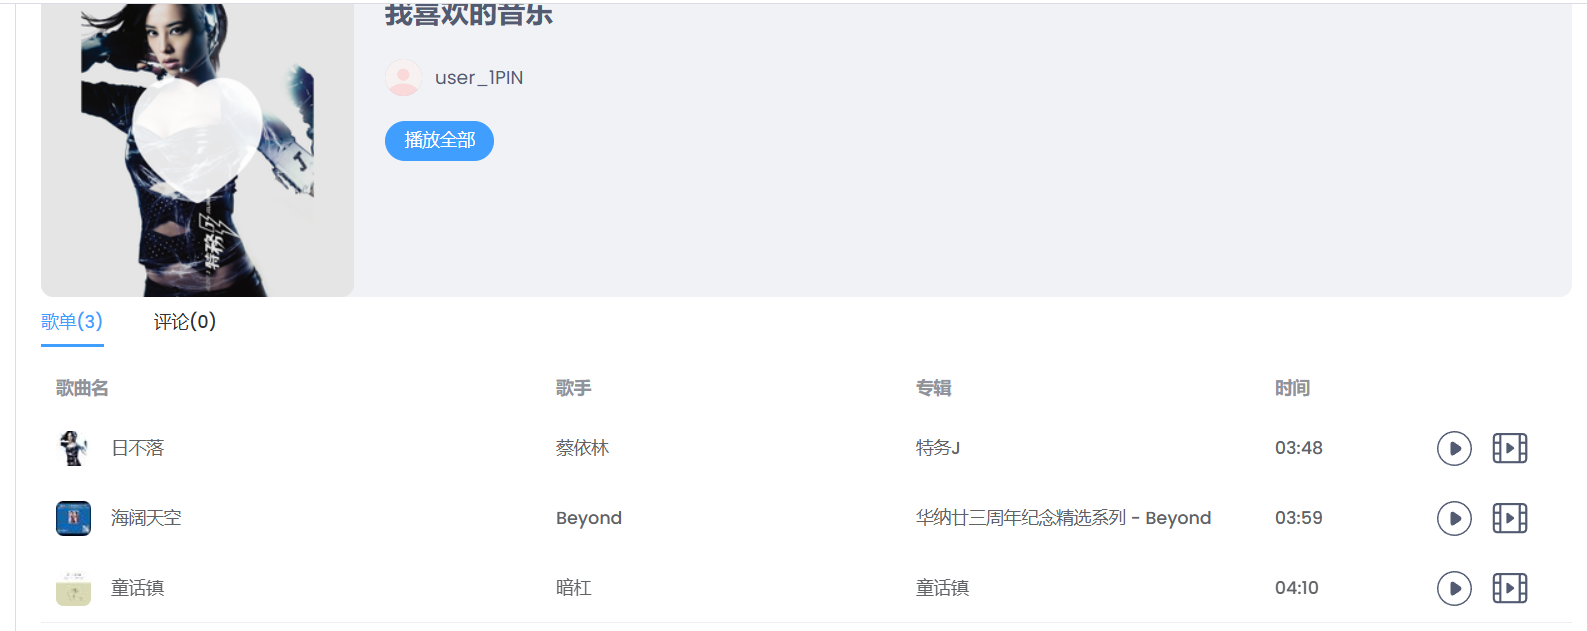 我喜欢的音乐
user_1PIN
播放全部
特務J
歌单(3) 评论(0)
歌曲名 歌手 专辑 时间
日不落 蔡依林 特务J 03:48
海阔天空 Beyond 华纳廿三周年纪念精选系列 - Beyond 03:59
童话镇 暗杠 童话镇 04:10